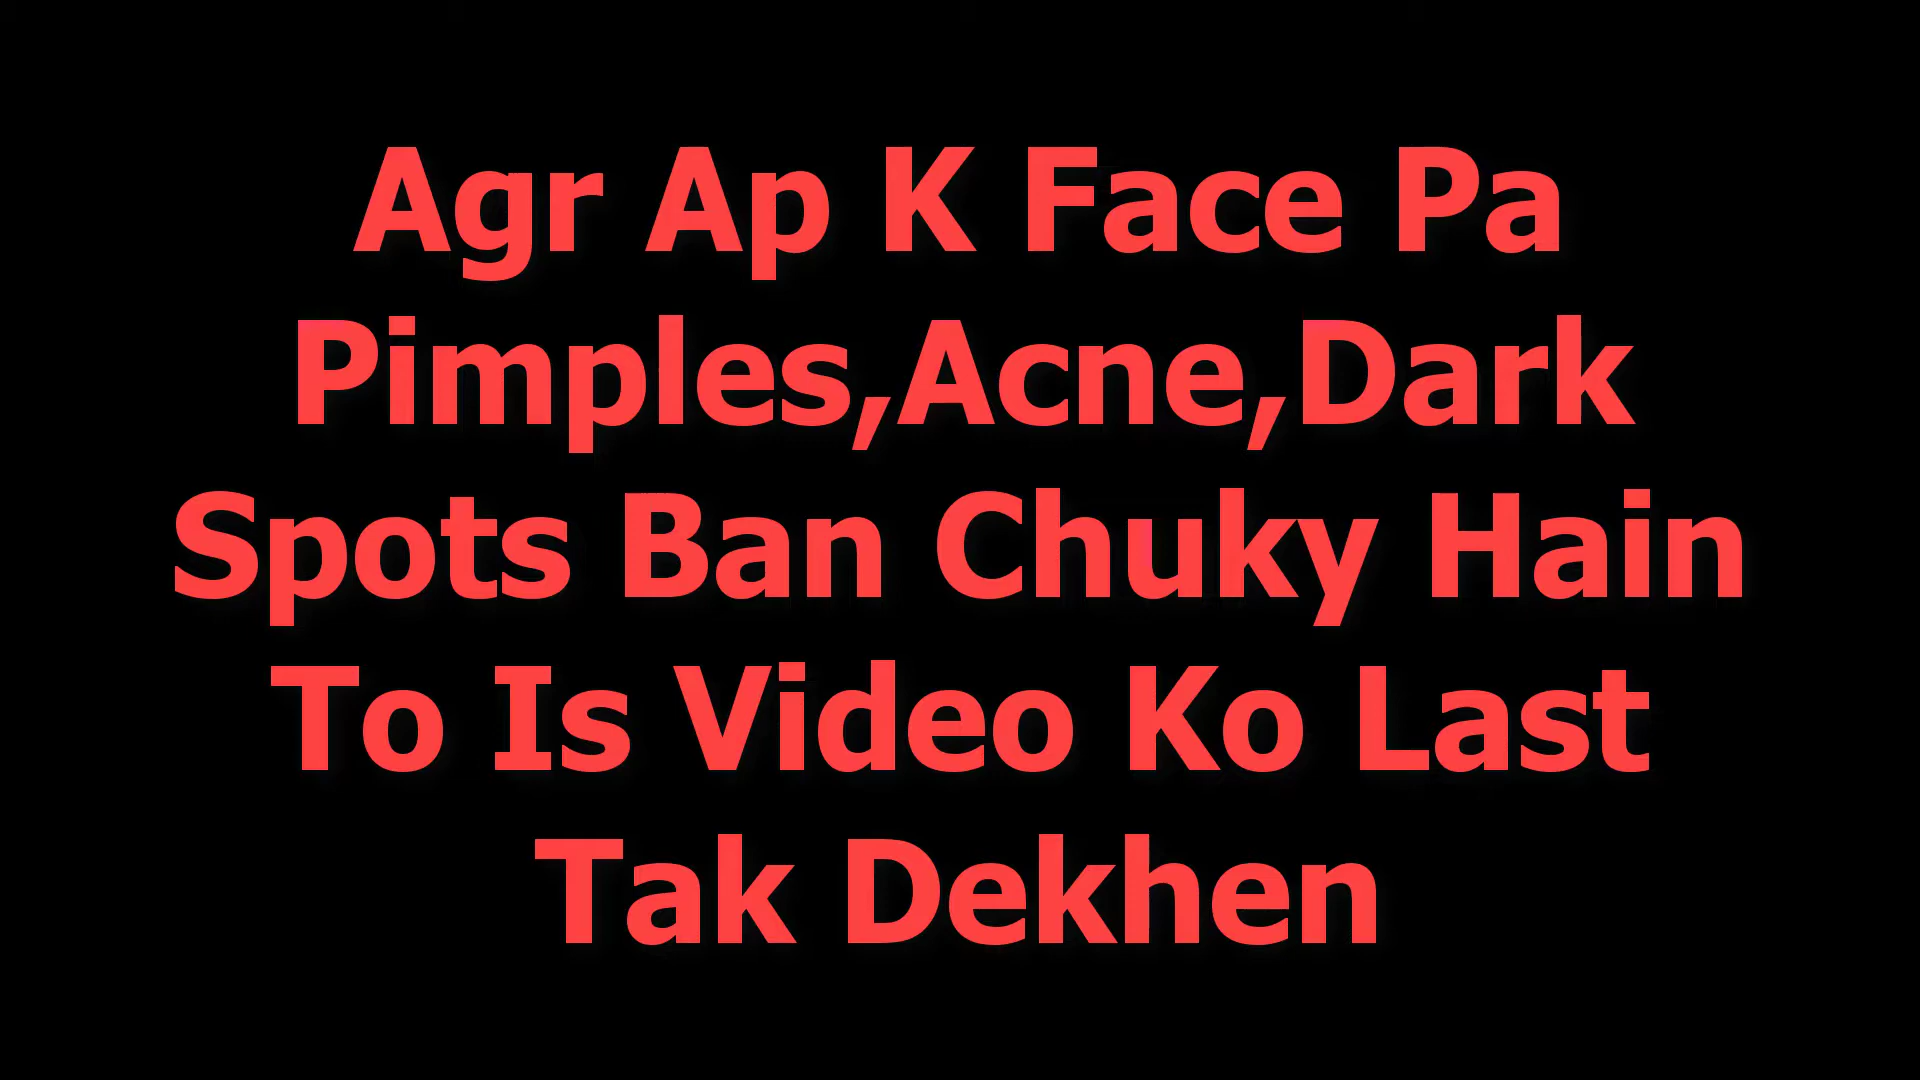 Agr Ap K Face Pa
Pimples,Acne,Dark
Spots Ban Chuky Hain
To Is Video Ko Last
Tak Dekhen